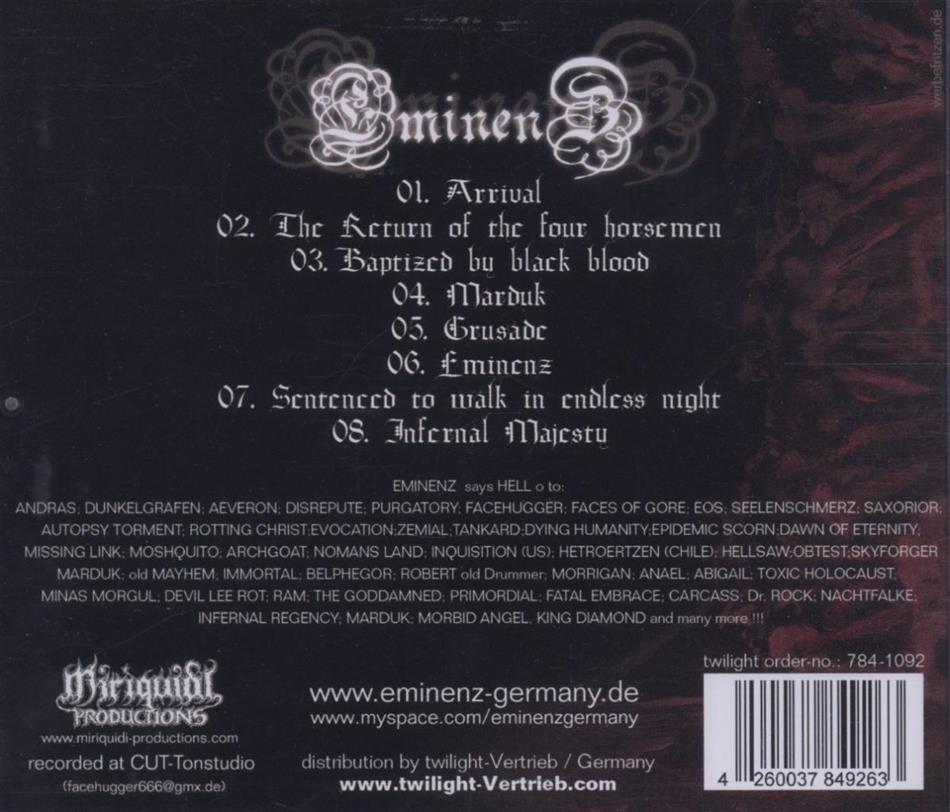 werbefritzen.de
Eminenz
01. Arrival
02. The Return of the four horsemen
03. Baptized by black blood
04. Marduk
05. Crusade
06. Eminenz
07. Sentenced to walk in endless night
08. Infernal Majesty
EMINENZ says HELL o to:
ANDRAS; DUNKELGRAFEN; AEVERON; DISREPUTE; PURGATORY; FACEHUGGER; FACES OF GORE; EOS; SEELENSCHMERZ; SAXORIOR;
AUTOPSY TORMENT; ROTTING CHRIST;EVOCATION;ZEMIAL;TANKARD;DYING HUMANITY;EPIDEMIC SCORN;DAWN OF ETERNITY;
MISSING LINK; MOSHQUITO; ARCHGOAT; NOMANS LAND; INQUISITION (US); HETROERTZEN (CHILE); HELLSAW;OBTEST;SKYFORGER
MARDUK; old MAYHEM; IMMORTAL; BELPHEGOR; ROBERT old Drummer; MORRIGAN; ANAEL; ABIGAIL; TOXIC HOLOCAUST;
MINAS MORGUL; DEVIL LEE ROT; RAM; THE GODDAMNED; PRIMORDIAL; FATAL EMBRACE; CARCASS; Dr. ROCK; NACHTFALKE;
INFERNAL REGENCY; MARDUK; MORBID ANGEL. KING DIAMOND and many more !!!
Miriquidi
PRODUCTIONS
www.miriquidi-productions.com
recorded at CUT-Tonstudio
(facehugger666@gmx.de)
www.eminenz-germany.de
www.myspace.com/eminenzgermany
distribution by twilight-Vertrieb / Germany
www.twilight-Vertrieb.com
twilight order-no.: 784-1092
4 260037 849263